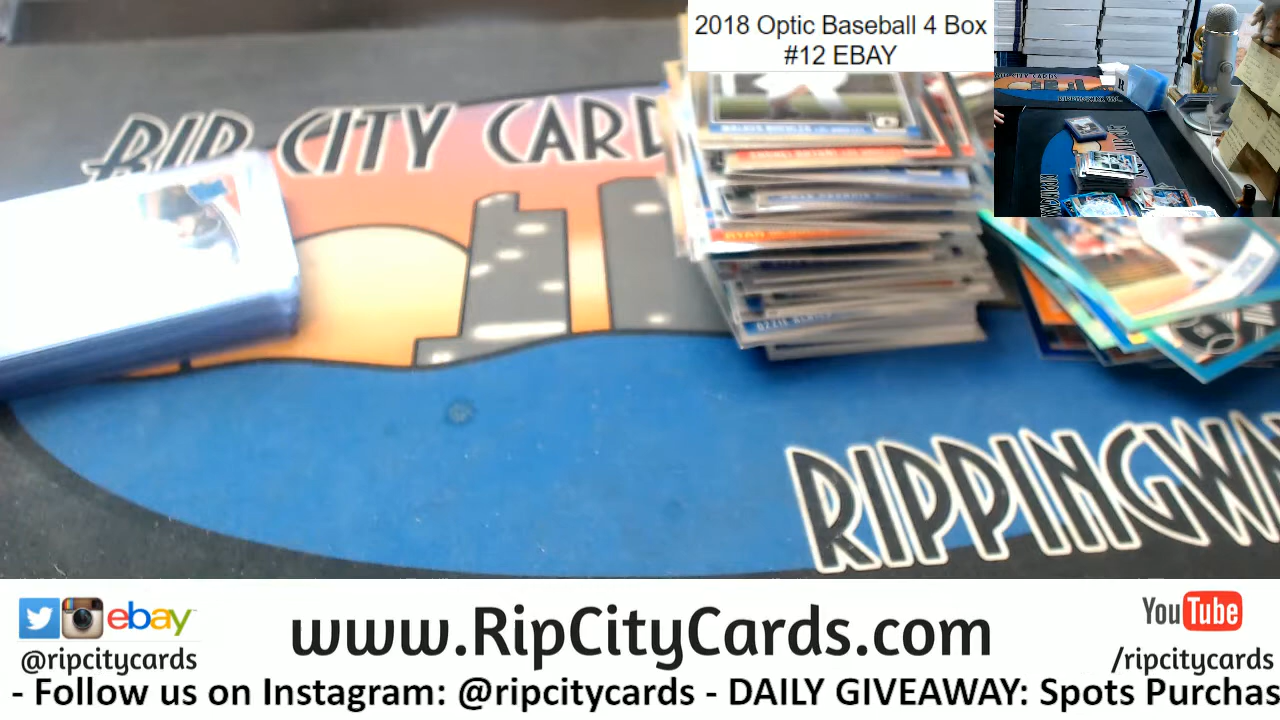 2018 Optic Baseball 4 Box
#12 EBAY
RIP CITY CARD
RIPPINGWA
ebay
www.RipCityCards.com
YouTube
@ripcitycards
/ripcitycards
- Follow us on Instagram: @ripcitycards - DAILY GIVEAWAY: Spots Purchas